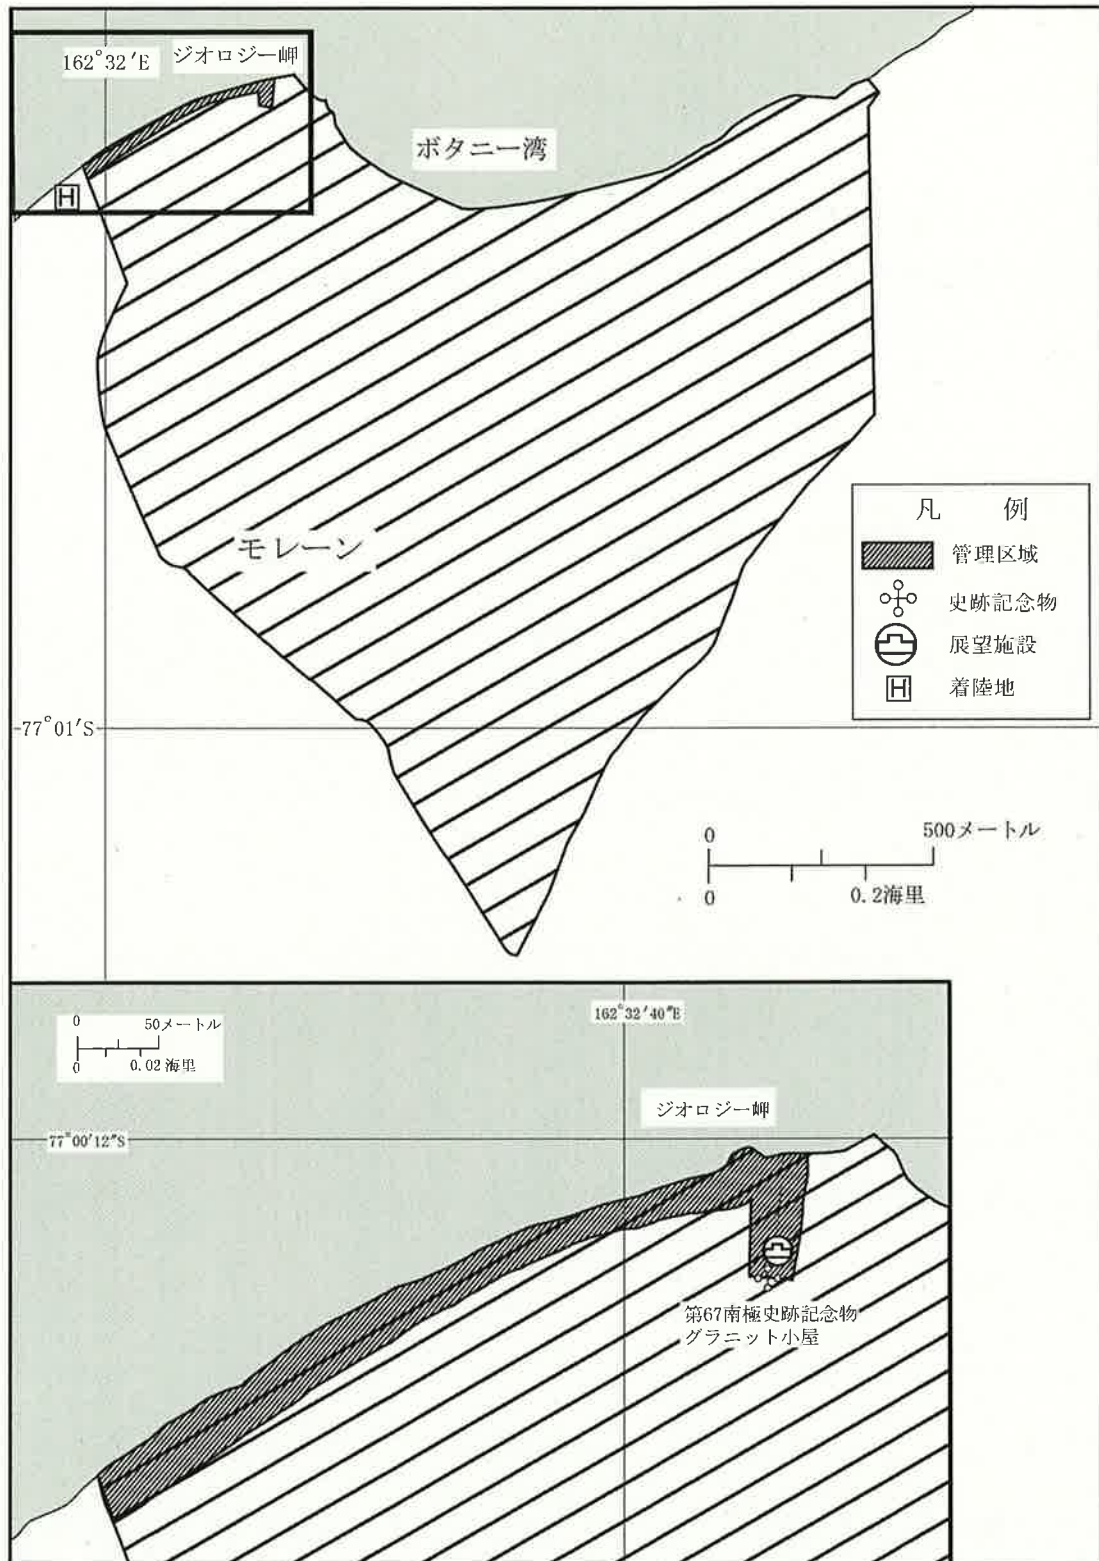 162°32′E
ジオロジー岬
ボタニー湾
モレーン
凡 例
管理区域
史跡記念物
展望施設
H 着陸地
H
77°01′S
0 500メートル
0 0.2海里
0 50メートル
0 0.02 海里
162°32′40″E
ジオロジー岬
77°00′12″S
第67南極史跡記念物
グラニット小屋